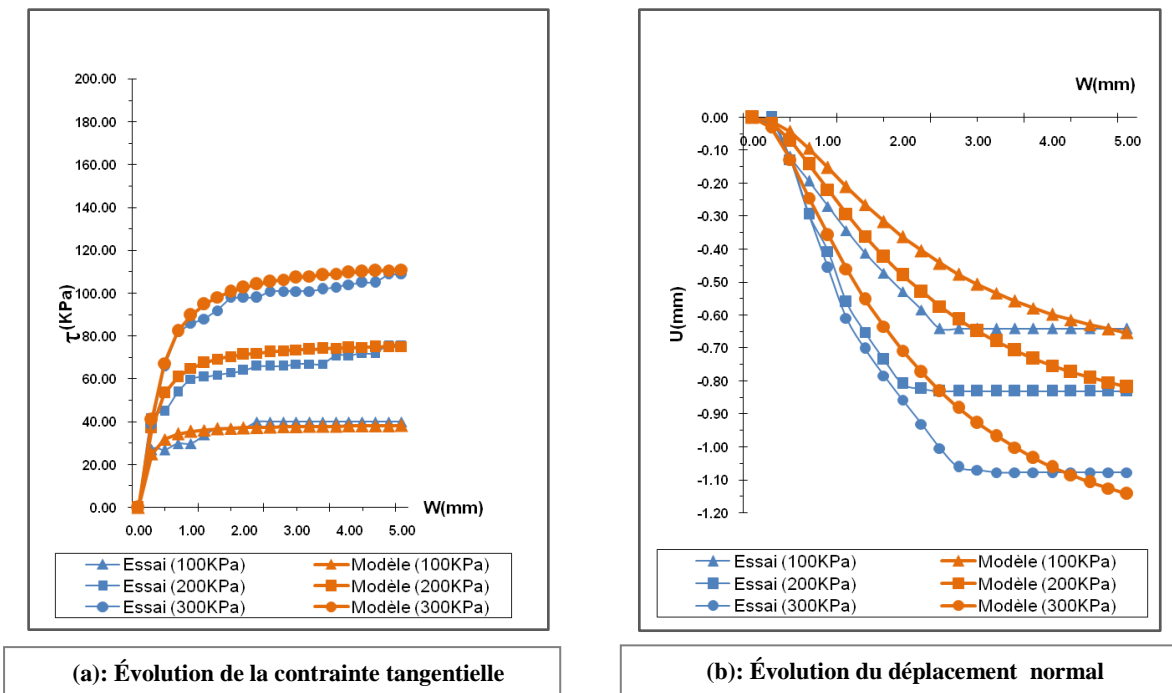 200.00
180.00
160.00
140.00
120.00
100.00
80.00
60.00
40.00
20.00
0.00
τ(KPa)
W(mm)
0.00 1.00 2.00 3.00 4.00 5.00
Essai (100KPa) Modèle (100KPa)
Essai (200KPa) Modèle (200KPa)
Essai (300KPa) Modèle (300KPa)
(a): Évolution de la contrainte tangentielle
W(mm)
0.00
-0.10
-0.20
-0.30
-0.40
-0.50
-0.60
-0.70
-0.80
-0.90
-1.00
-1.10
-1.20
U(mm)
0.00 1.00 2.00 3.00 4.00 5.00
Essai (100KPa) Modèle (100KPa)
Essai (200KPa) Modèle (200KPa)
Essai (300KPa) Modèle (300KPa)
(b): Évolution du déplacement normal